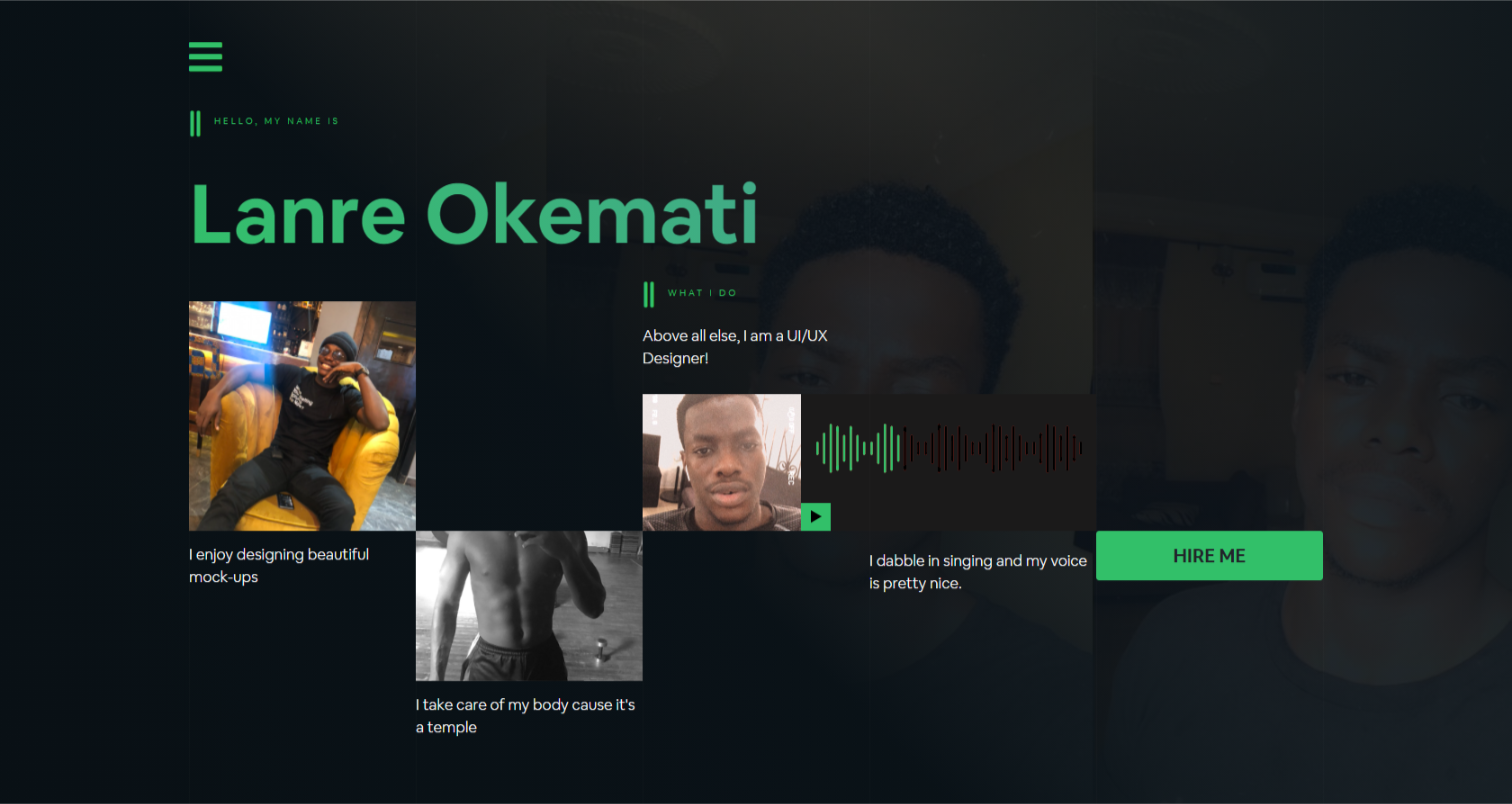 HELLO, MY NAME IS
Lanre Okemati
WHAT I DO
Above all else, I am a UI/UX
Designer!
I enjoy designing beautiful
mock-ups
I dabble in singing and my voice
is pretty nice.
HIRE ME
I take care of my body cause it's
a temple